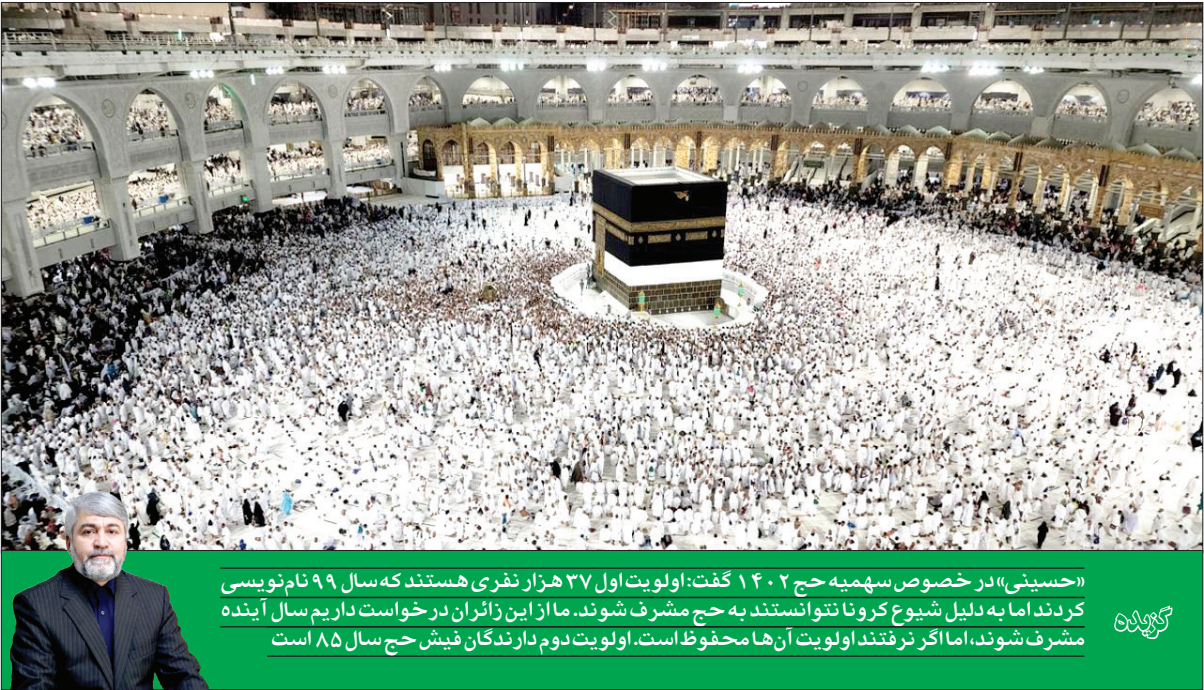 گزیده
«حسینی» در خصوص سهمیه حج ۱۴۰۲ گفت: اولویت اول ۳۷ هزار نفری هستند که سال ۹۹ نام‌نویسی
کردند اما به دلیل شیوع کرونا نتوانستند به حج مشرف شوند. ما از این زائران درخواست داریم سال آینده
مشرف شوند، اما اگر نرفتند اولویت آن‌ها محفوظ است. اولویت دوم دارندگان فیش حج سال ۸۵ است